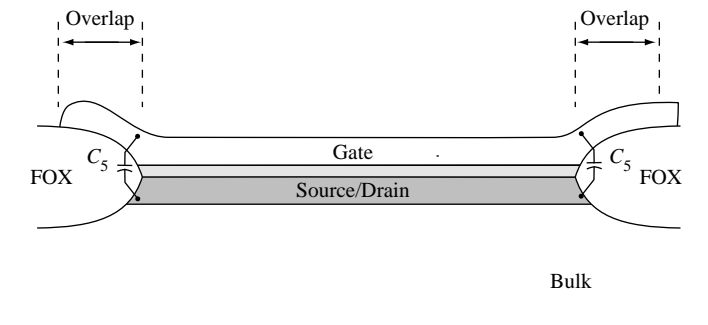 Overlap Overlap
Gate
C5 C5
FOX FOX
Source/Drain
Bulk